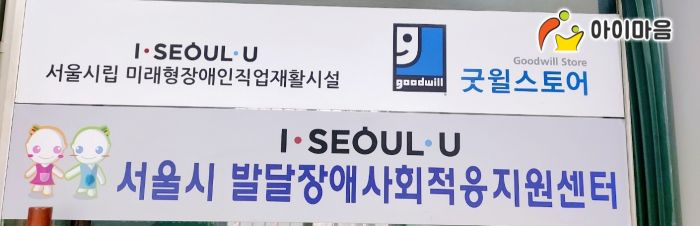 아이마음
I·SEOUL·U
서울시립 미래형장애인직업재활시설
goodwill
Goodwill Store
굿윌스토어
I·SEOUL·U
서울시 발달장애사회적응지원센터